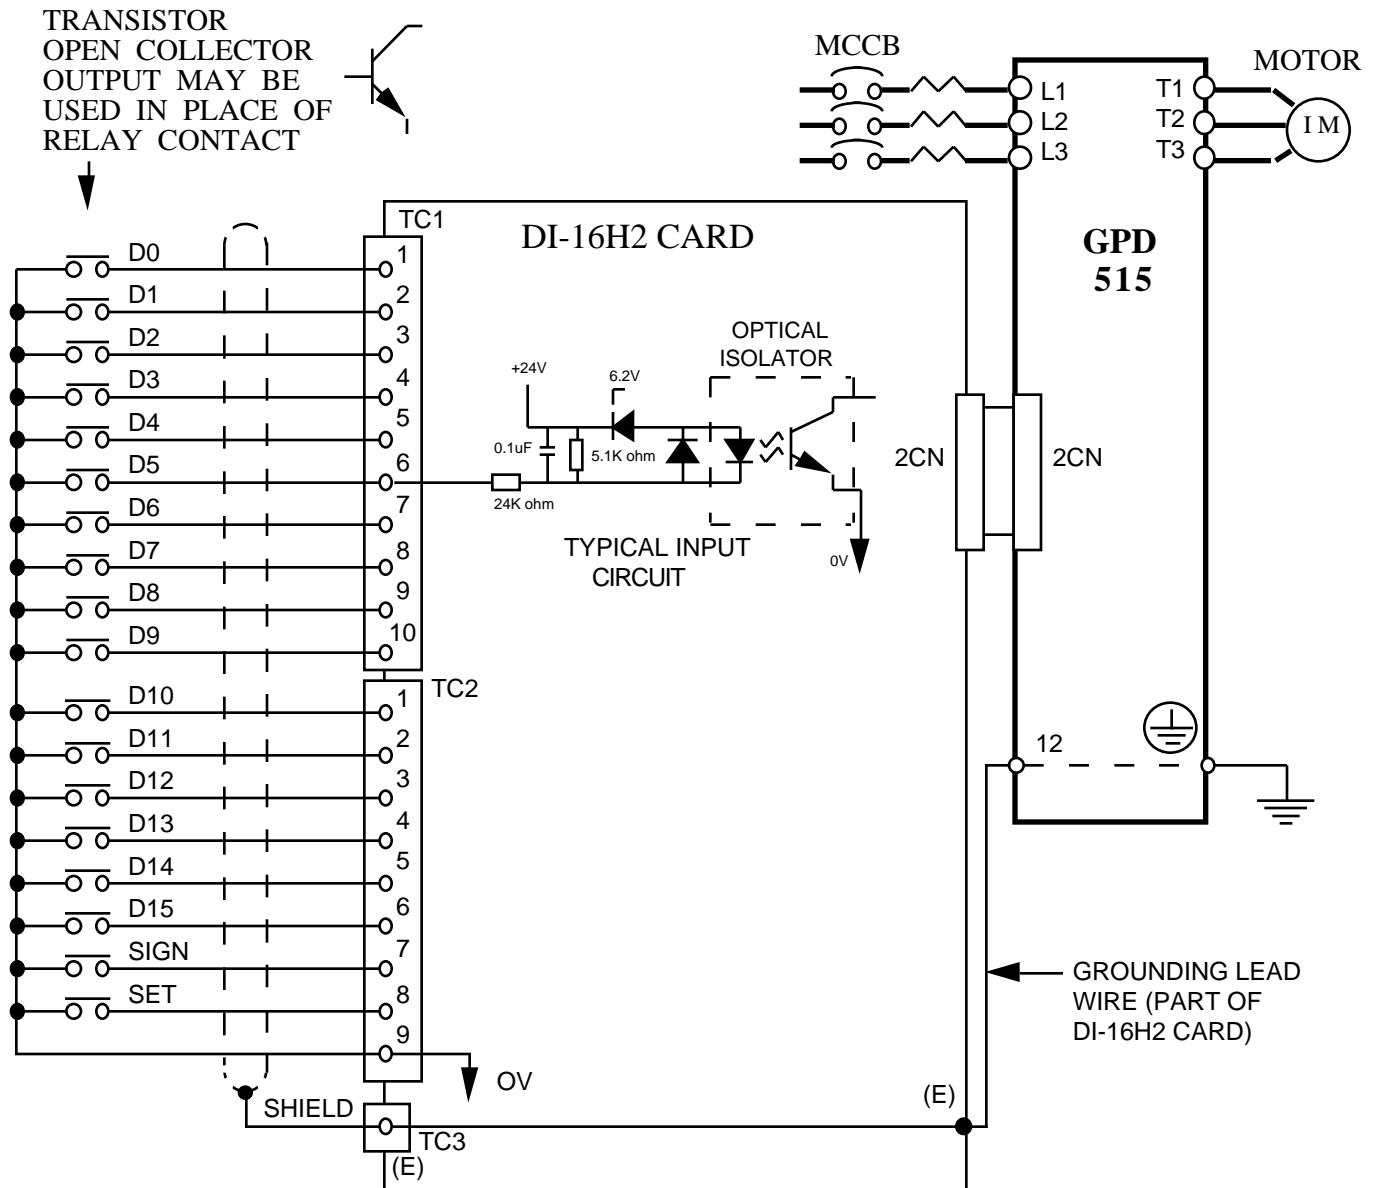 TRANSISTOR
OPEN COLLECTOR
OUTPUT MAY BE
USED IN PLACE OF
RELAY CONTACT
MCCB
MOTOR
L1
L2
L3
T1
T2
T3
I M
GPD
515
TC1
DI-16H2 CARD
D0
1
D1
2
D2
3
D3
4
D4
5
D5
6
D6
7
D7
8
D8
9
D9
10
OPTICAL
ISOLATOR
+24V
6.2V
0.1uF
5.1K ohm
24K ohm
TYPICAL INPUT
CIRCUIT
0V
2CN
2CN
TC2
D10
1
D11
2
D12
3
D13
4
D14
5
D15
6
SIGN
7
SET
8
9
OV
12
GROUNDING LEAD
WIRE (PART OF
DI-16H2 CARD)
SHIELD
TC3
(E)
(E)